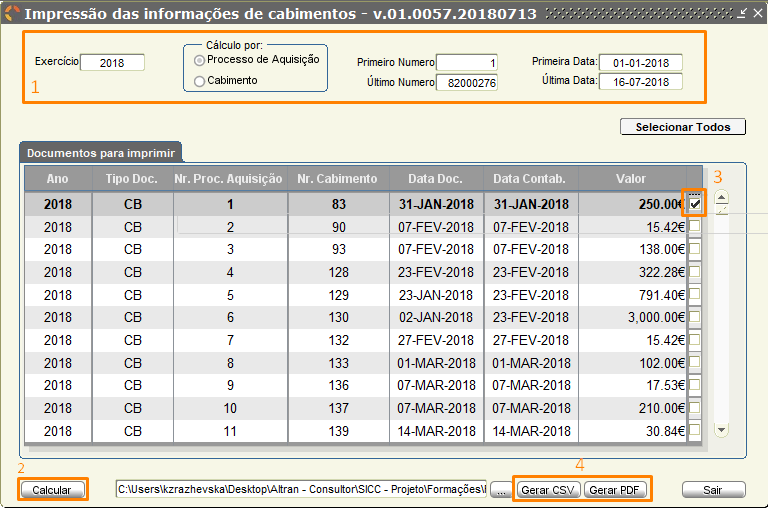 Impressão das informações de cabimentos - v.01.0057.20180713
1
Exercício 2018
Cálculo por:
Processo de Aquisição
Cabimento
Primeiro Numero 1
Último Numero 82000276
Primeira Data: 01-01-2018
Última Data: 16-07-2018
Selecionar Todos
Documentos para imprimir
Ano Tipo Doc. Nr. Proc. Aquisição Nr. Cabimento Data Doc. Data Contab. Valor
3
2018 CB 1 83 31-JAN-2018 31-JAN-2018 250.00€
2018 CB 2 90 07-FEV-2018 07-FEV-2018 15.42€
2018 CB 3 93 07-FEV-2018 07-FEV-2018 138.00€
2018 CB 4 128 23-FEV-2018 23-FEV-2018 322.28€
2018 CB 5 129 23-JAN-2018 23-FEV-2018 791.40€
2018 CB 6 130 02-JAN-2018 23-FEV-2018 3,000.00€
2018 CB 7 132 27-FEV-2018 27-FEV-2018 15.42€
2018 CB 8 133 01-MAR-2018 01-MAR-2018 102.00€
2018 CB 9 136 07-MAR-2018 07-MAR-2018 17.53€
2018 CB 10 137 07-MAR-2018 07-MAR-2018 210.00€
2018 CB 11 139 14-MAR-2018 14-MAR-2018 30.84€
2
4
Calcular C:\Users\kzrazhevska\Desktop\Altran - Consultor\SICC - Projeto\Formações\ ... Gerar CSV Gerar PDF Sair